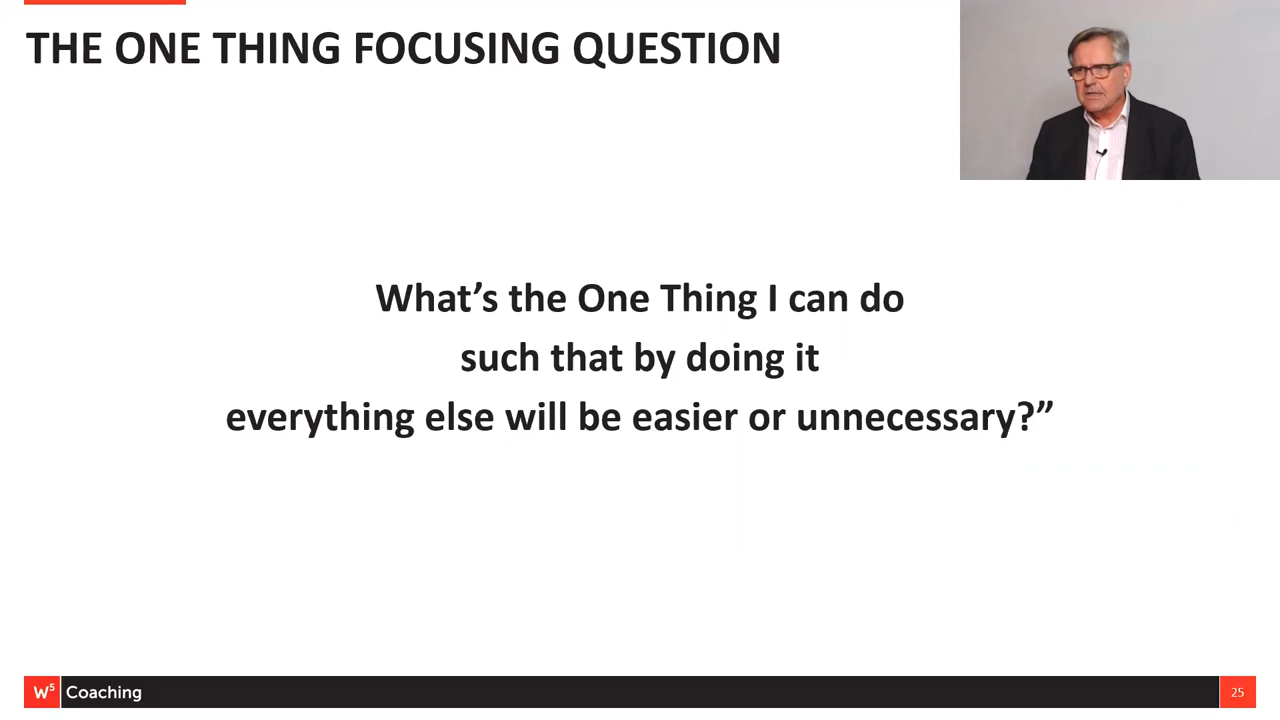 THE ONE THING FOCUSING QUESTION
What’s the One Thing I can do
such that by doing it
everything else will be easier or unnecessary?”
W⁵ Coaching
25